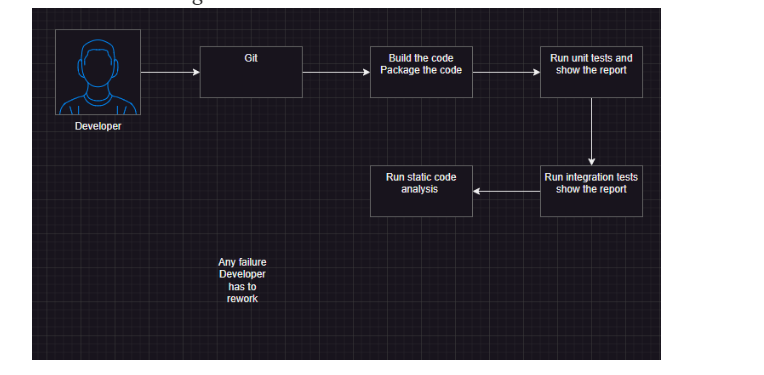 Git
Build the code
Package the code
Run unit tests and
show the report
Developer
Run static code
analysis
Run integration tests
show the report
Any failure
Developer
has to
rework